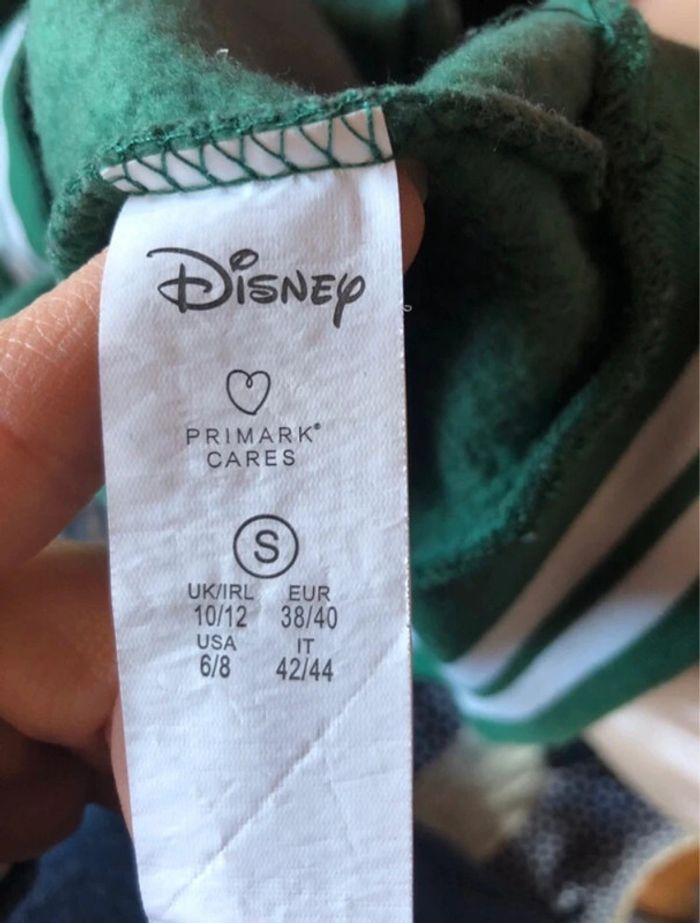 Disney
PRIMARK®
CARES
S
UK/IRL EUR
10/12 38/40
USA IT
6/8 42/44